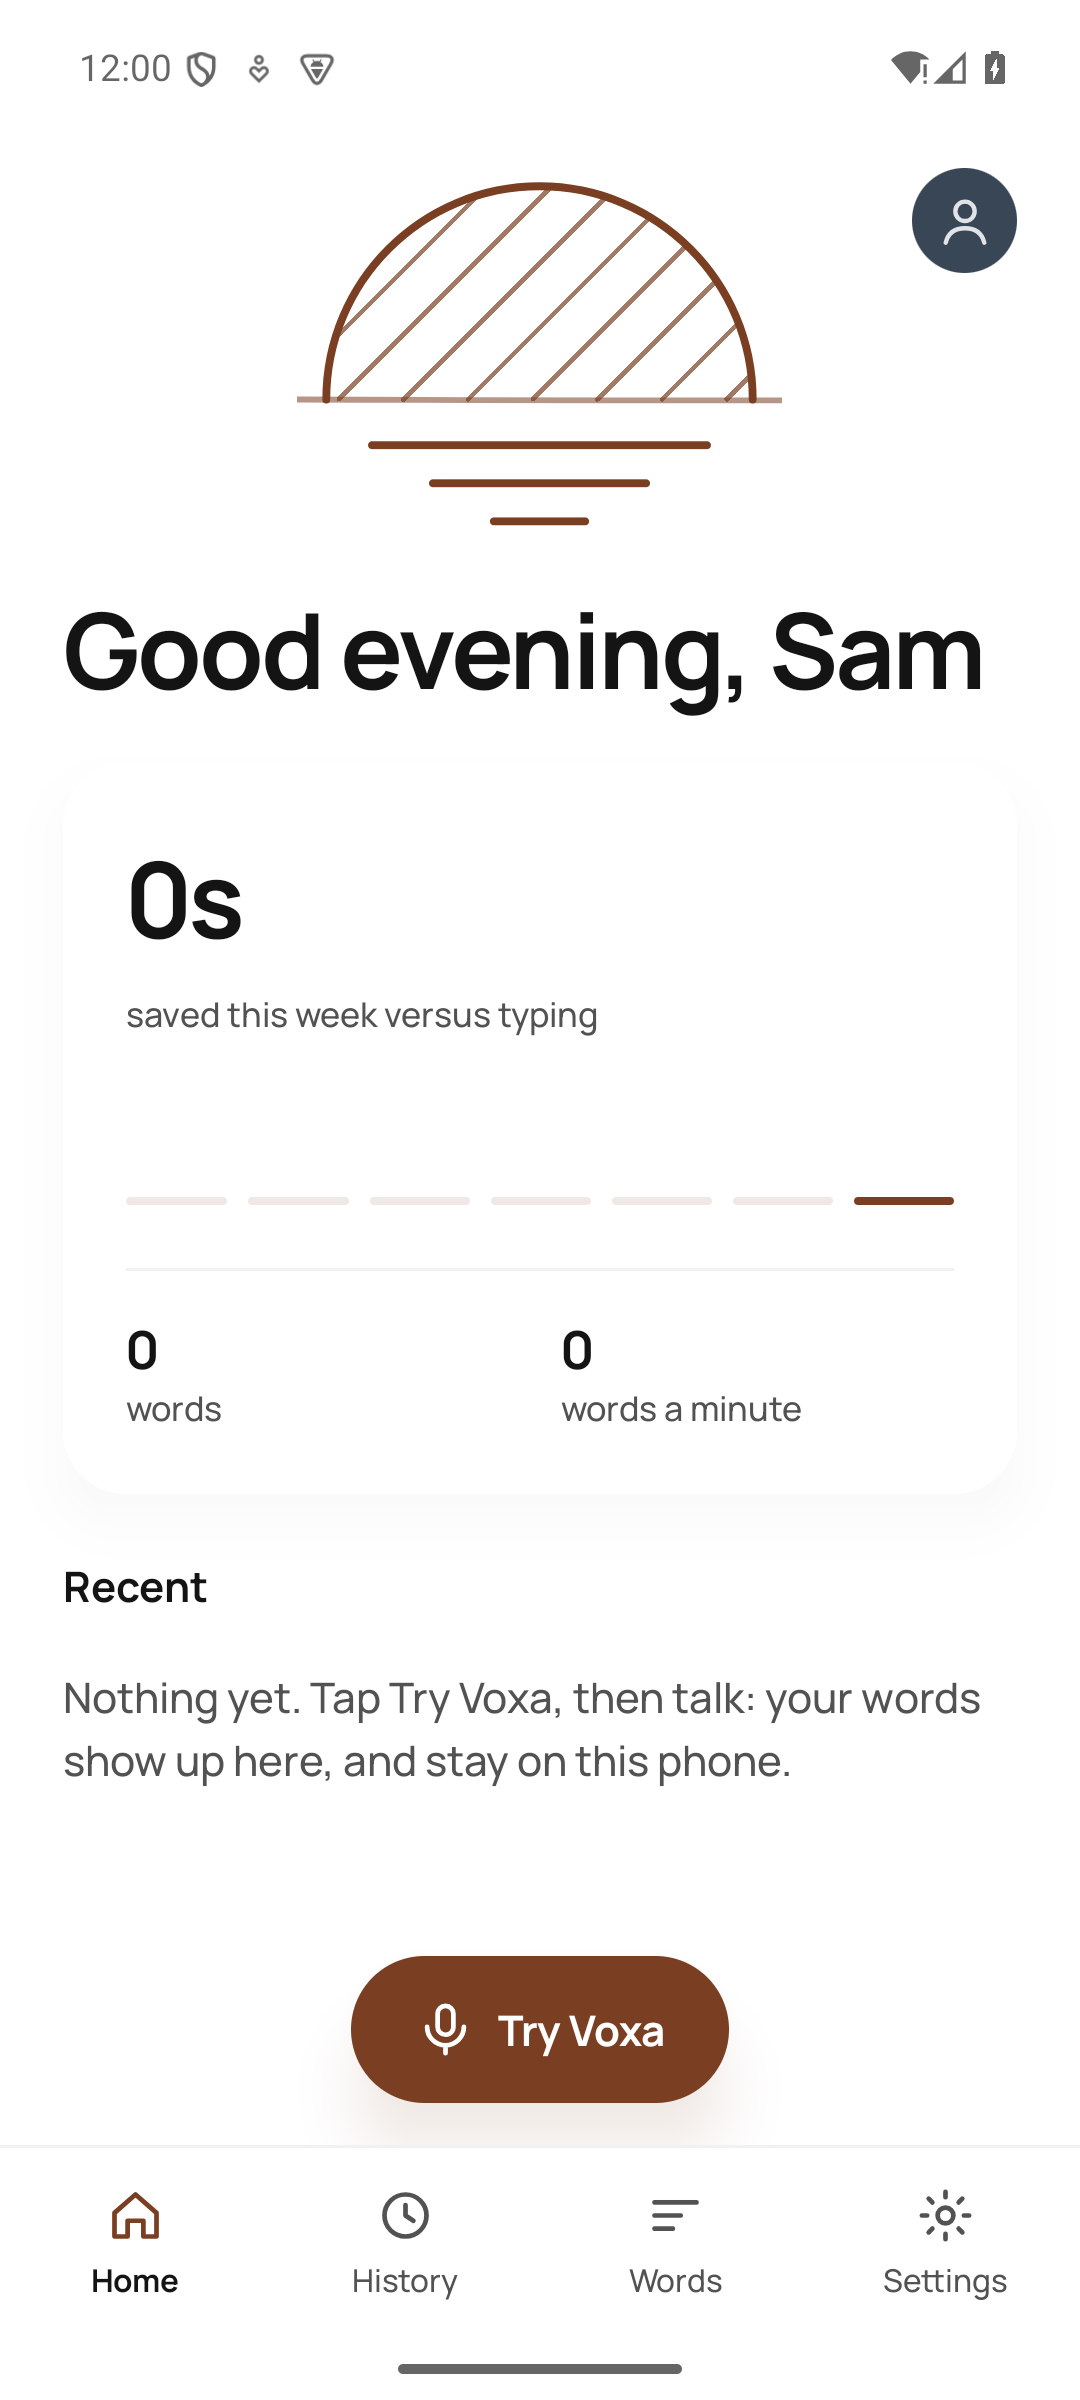 12:00
Good evening, Sam
0s
saved this week versus typing
0
words
0
words a minute
Recent
Nothing yet. Tap Try Voxa, then talk: your words
show up here, and stay on this phone.
Try Voxa
Home
History
Words
Settings